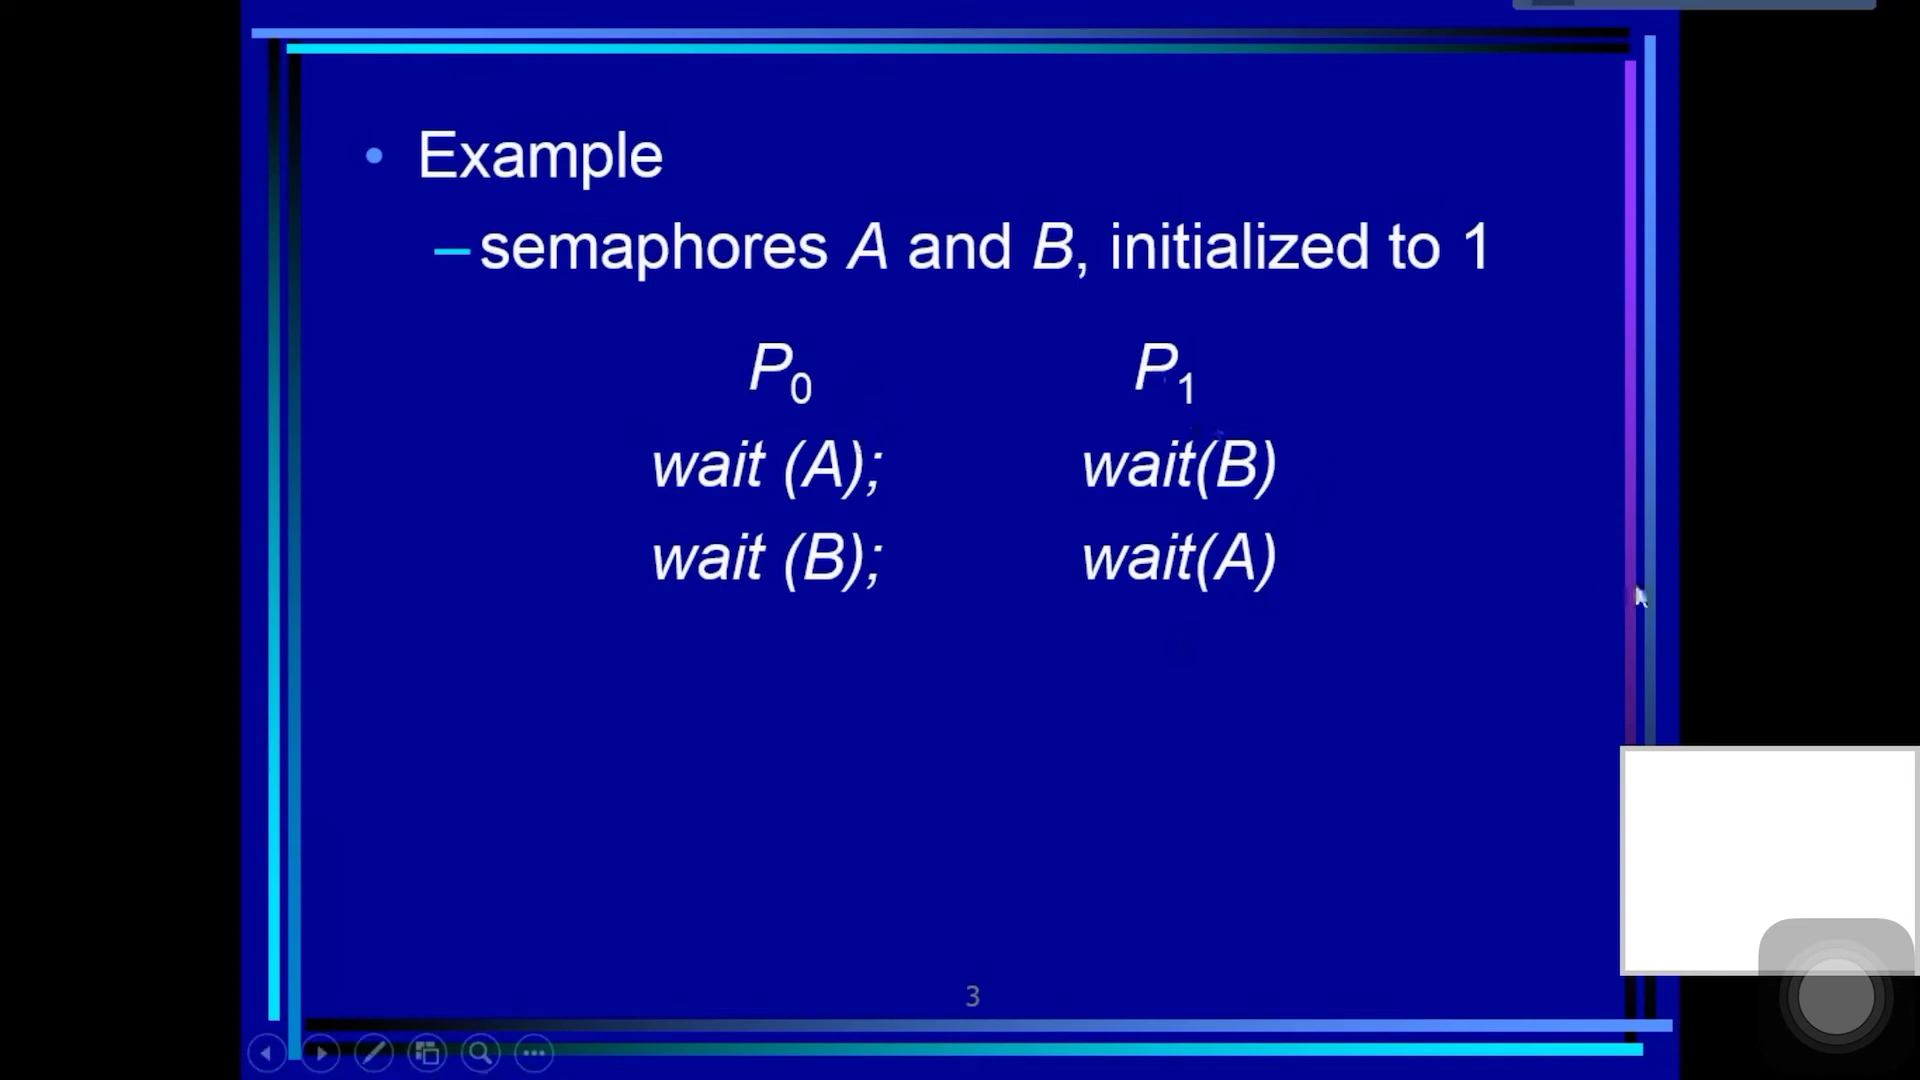 • Example
– semaphores A and B, initialized to 1
P0 P1
wait (A); wait(B)
wait (B); wait(A)
3